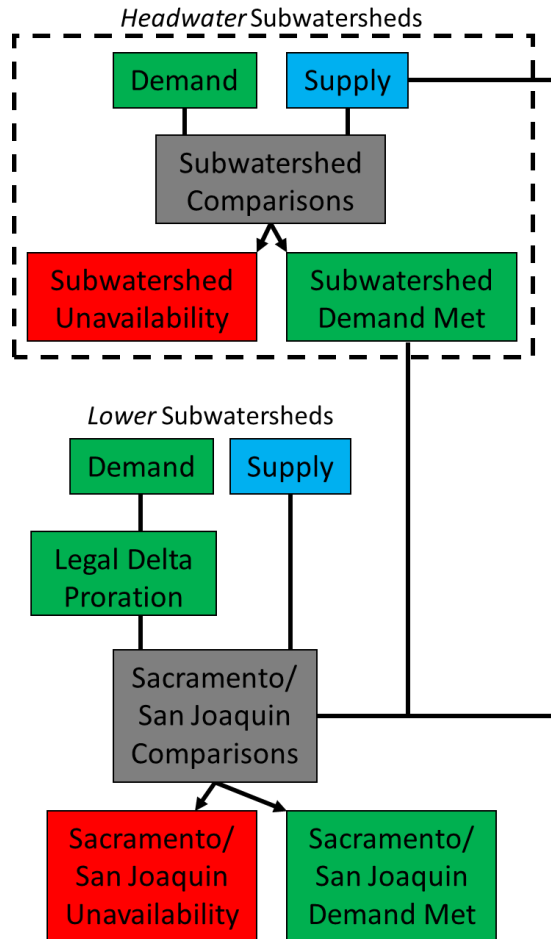 Headwater Subwatersheds
Demand
Supply
Subwatershed
Comparisons
Subwatershed
Unavailability
Subwatershed
Demand Met
Lower Subwatersheds
Demand
Supply
Legal Delta
Proration
Sacramento/
San Joaquin
Comparisons
Sacramento/
San Joaquin
Unavailability
Sacramento/
San Joaquin
Demand Met